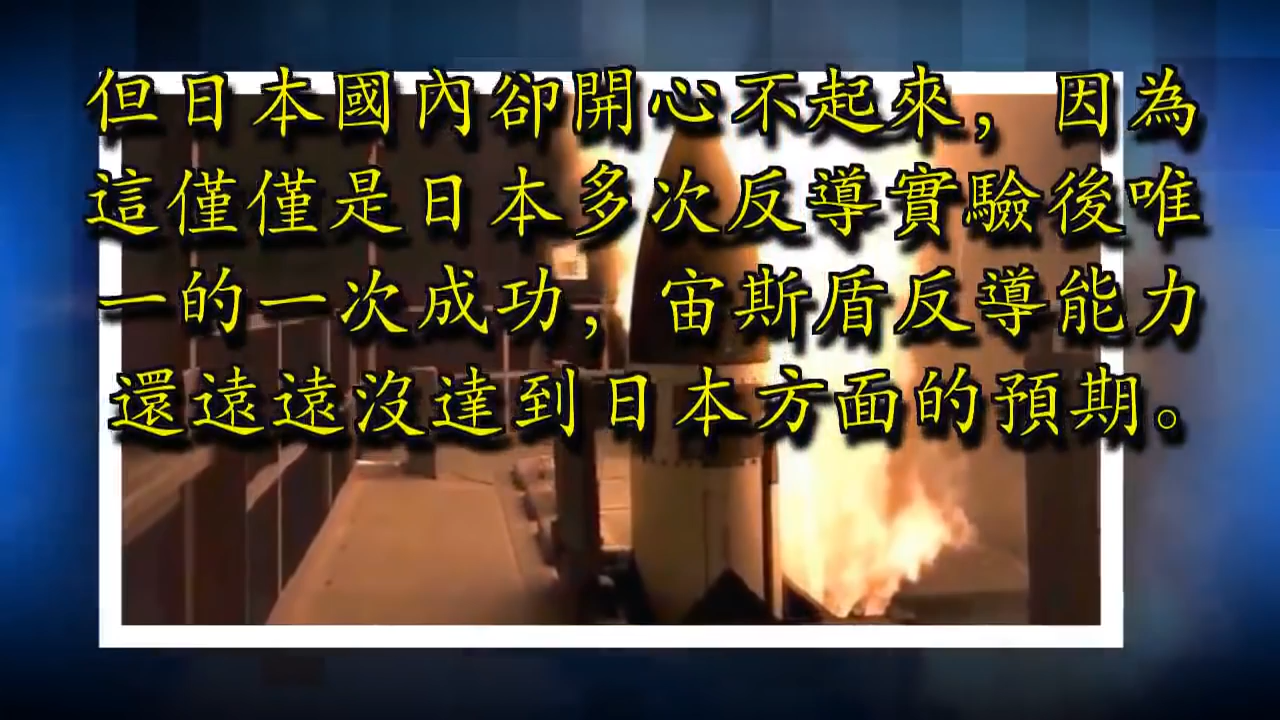 但日本國內卻開心不起來，因為
這僅僅是日本多次反導實驗後唯
一的一次成功，宙斯盾反導能力
還遠遠沒達到日本方面的預期。